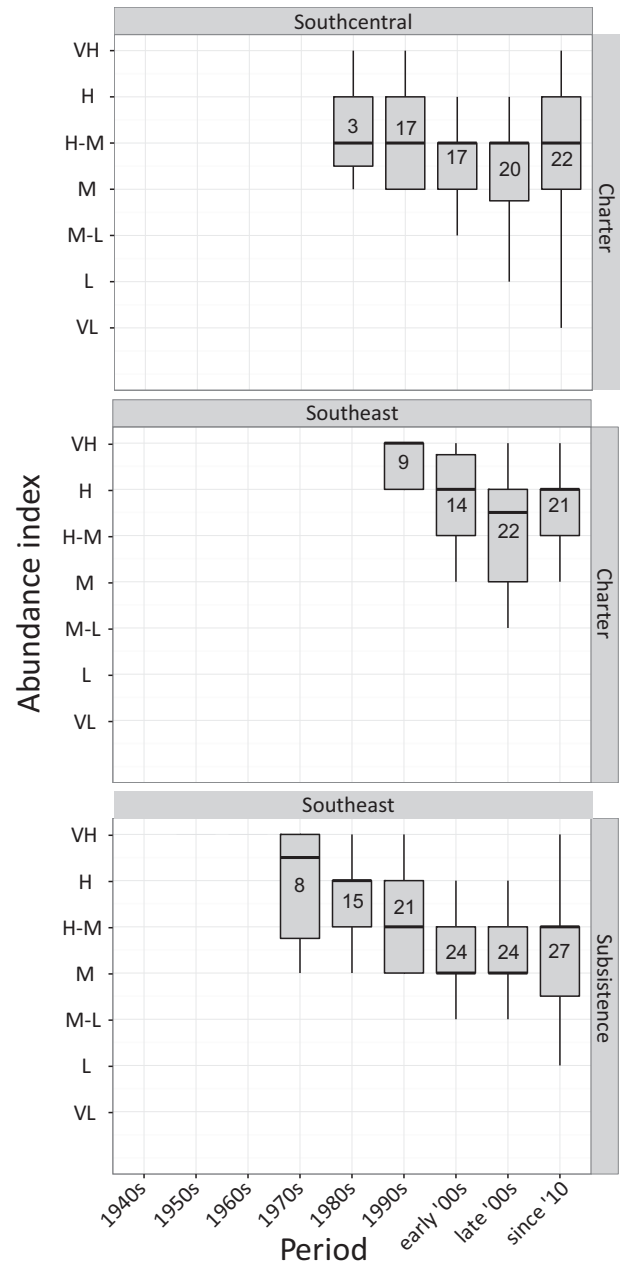 Southcentral
VH
H
H-M
M
M-L
L
VL
3
17
17
20
22
Charter
Southeast
VH
H
H-M
M
M-L
L
VL
9
14
22
21
Charter
Abundance index
Southeast
VH
H
H-M
M
M-L
L
VL
8
15
21
24
24
27
Subsistence
1940s
1950s
1960s
1970s
1980s
1990s
early '00s
late '00s
since '10
Period